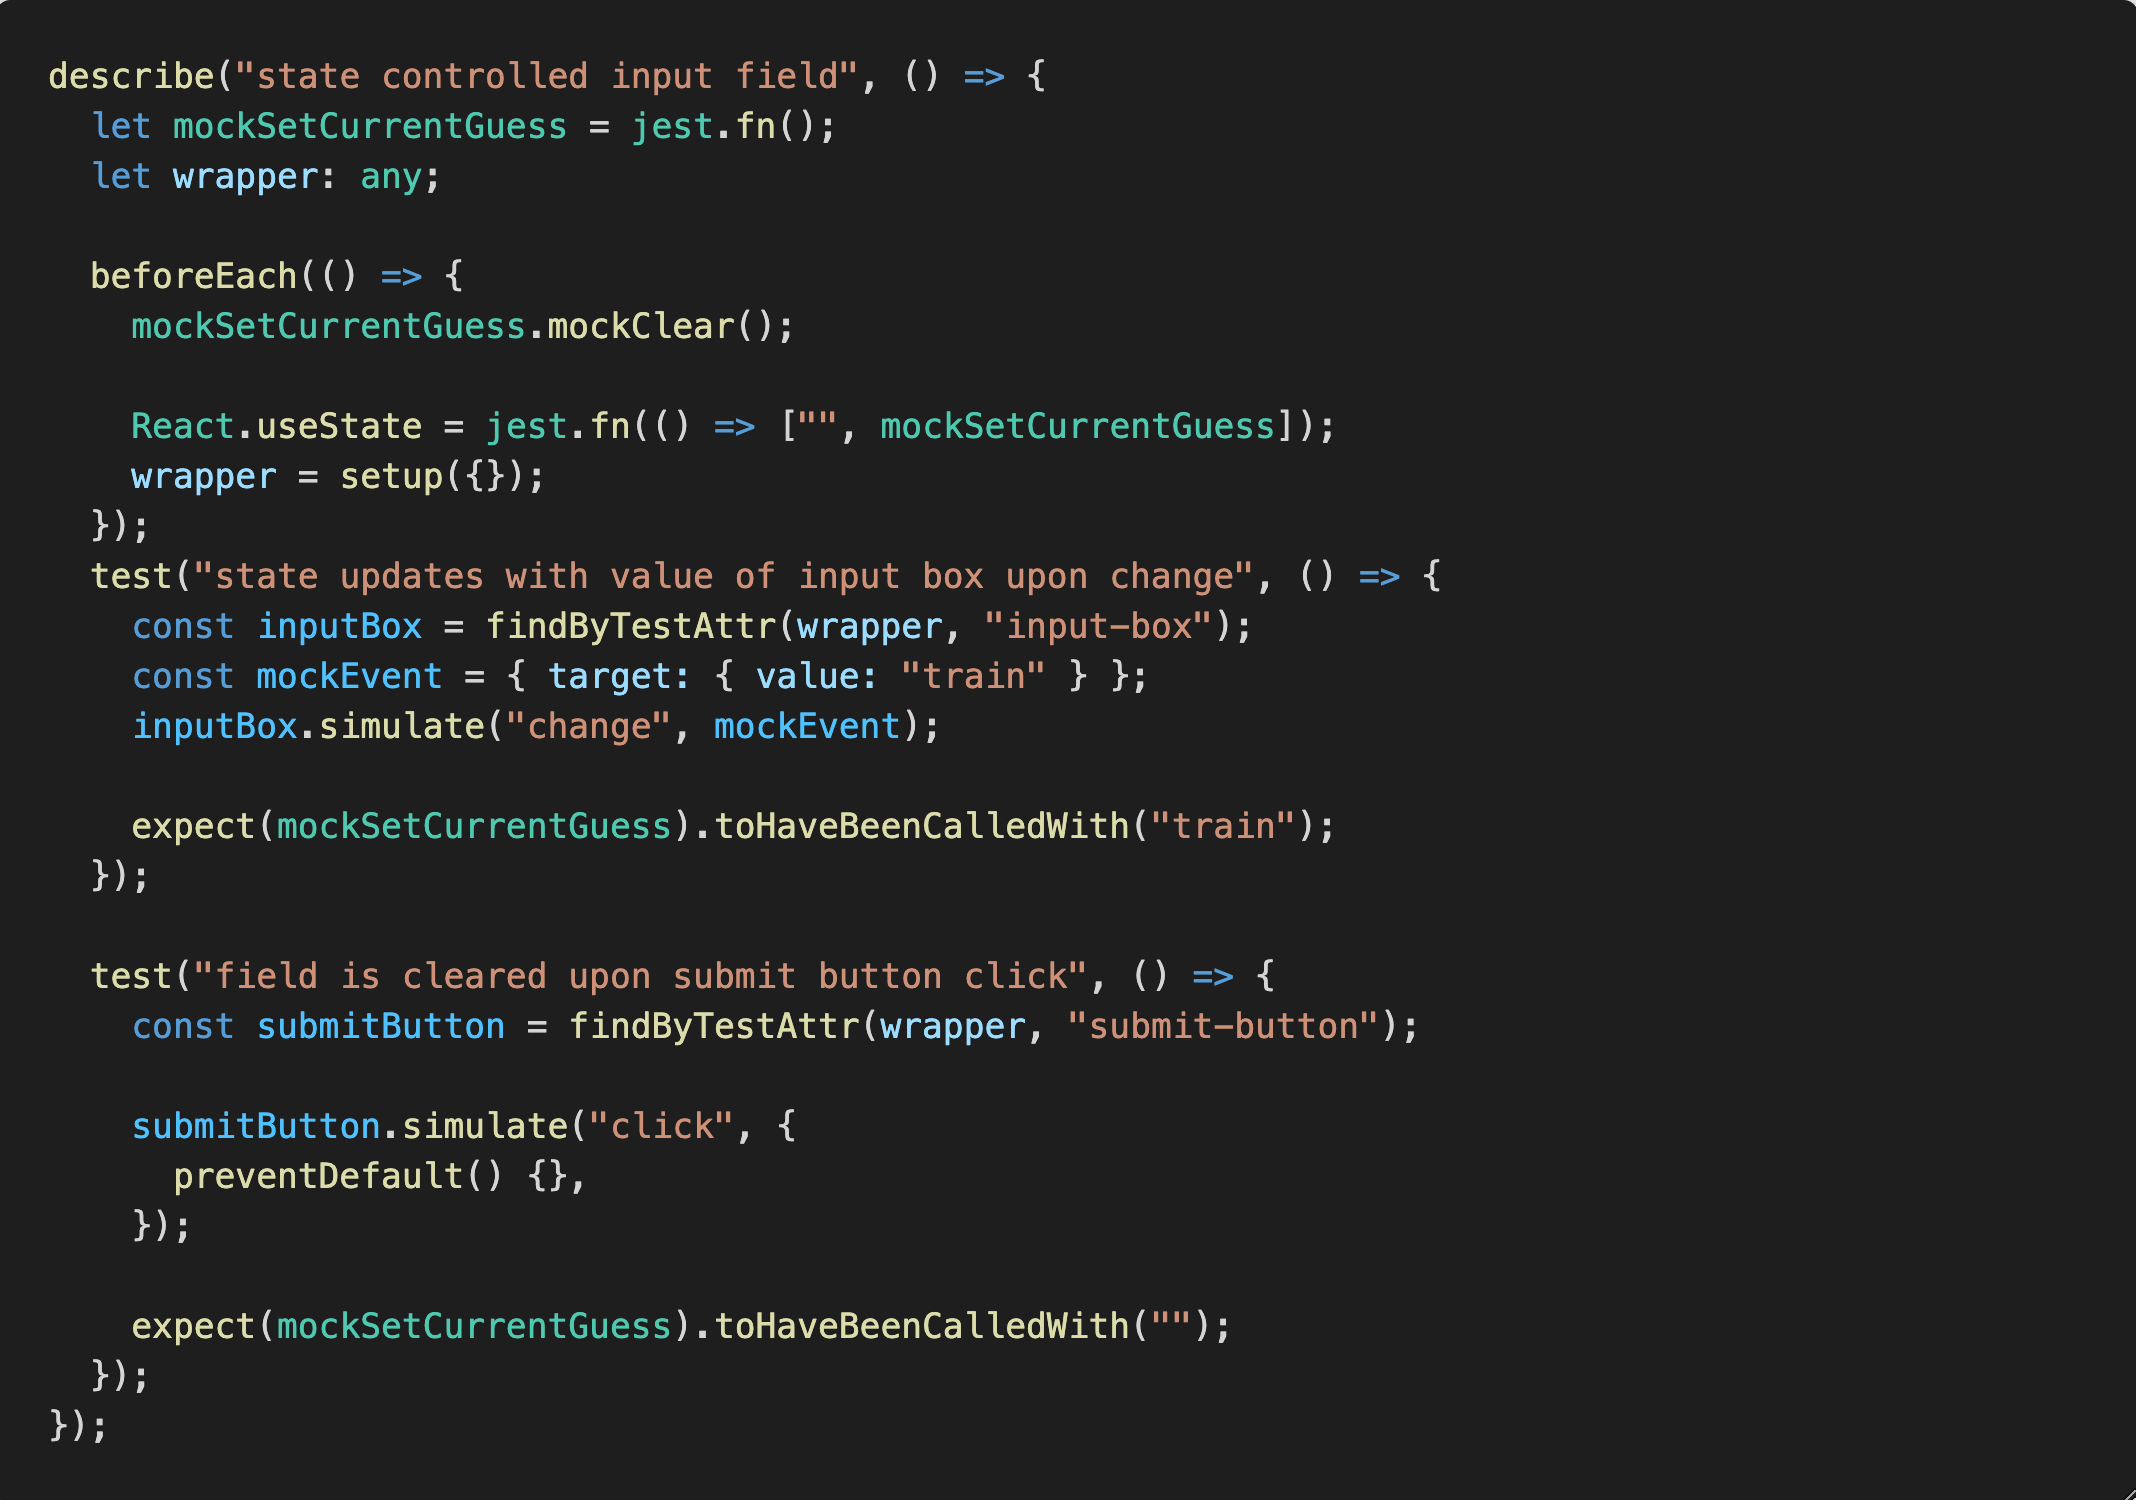 describe("state controlled input field", () => {
  let mockSetCurrentGuess = jest.fn();
  let wrapper: any;

  beforeEach(() => {
    mockSetCurrentGuess.mockClear();

    React.useState = jest.fn(() => ["", mockSetCurrentGuess]);
    wrapper = setup({});
  });
  test("state updates with value of input box upon change", () => {
    const inputBox = findByTestAttr(wrapper, "input-box");
    const mockEvent = { target: { value: "train" } };
    inputBox.simulate("change", mockEvent);

    expect(mockSetCurrentGuess).toHaveBeenCalledWith("train");
  });

  test("field is cleared upon submit button click", () => {
    const submitButton = findByTestAttr(wrapper, "submit-button");

    submitButton.simulate("click", {
      preventDefault() {},
    });

    expect(mockSetCurrentGuess).toHaveBeenCalledWith("");
  });
});